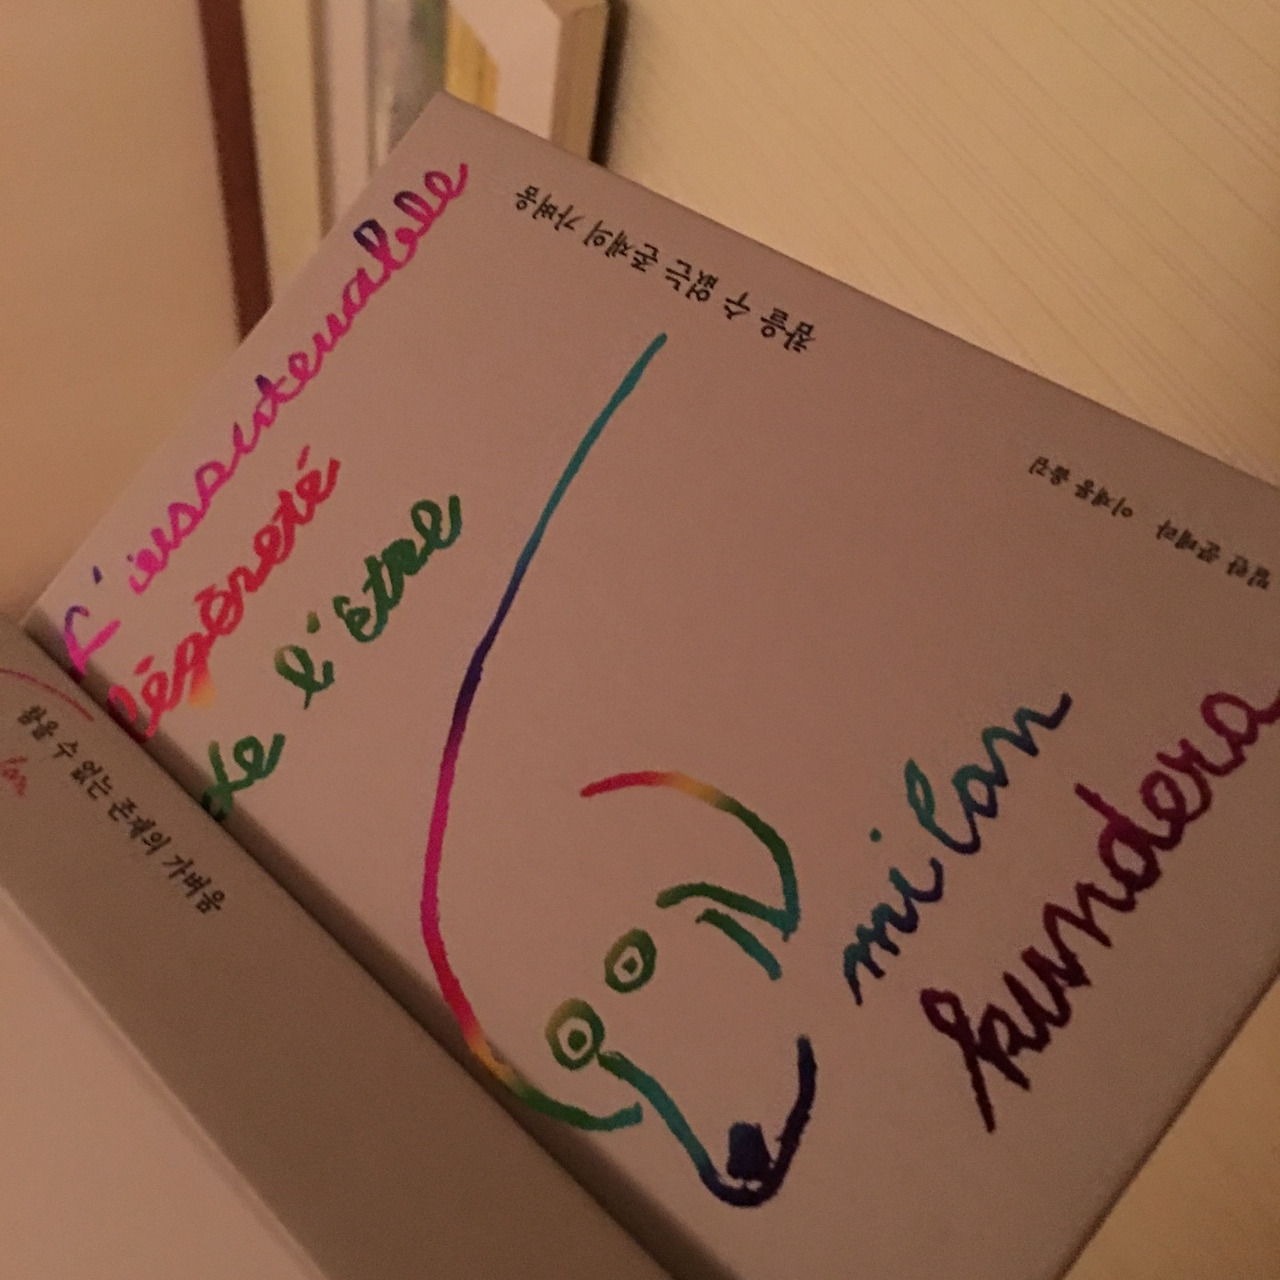 L'insoutenable
légèreté
de l'être
참을 수 없는 존재의 가벼움
밀란 쿤데라 이재룡 옮김
milan
kundera
참을 수 없는 존재의 가벼움
lan